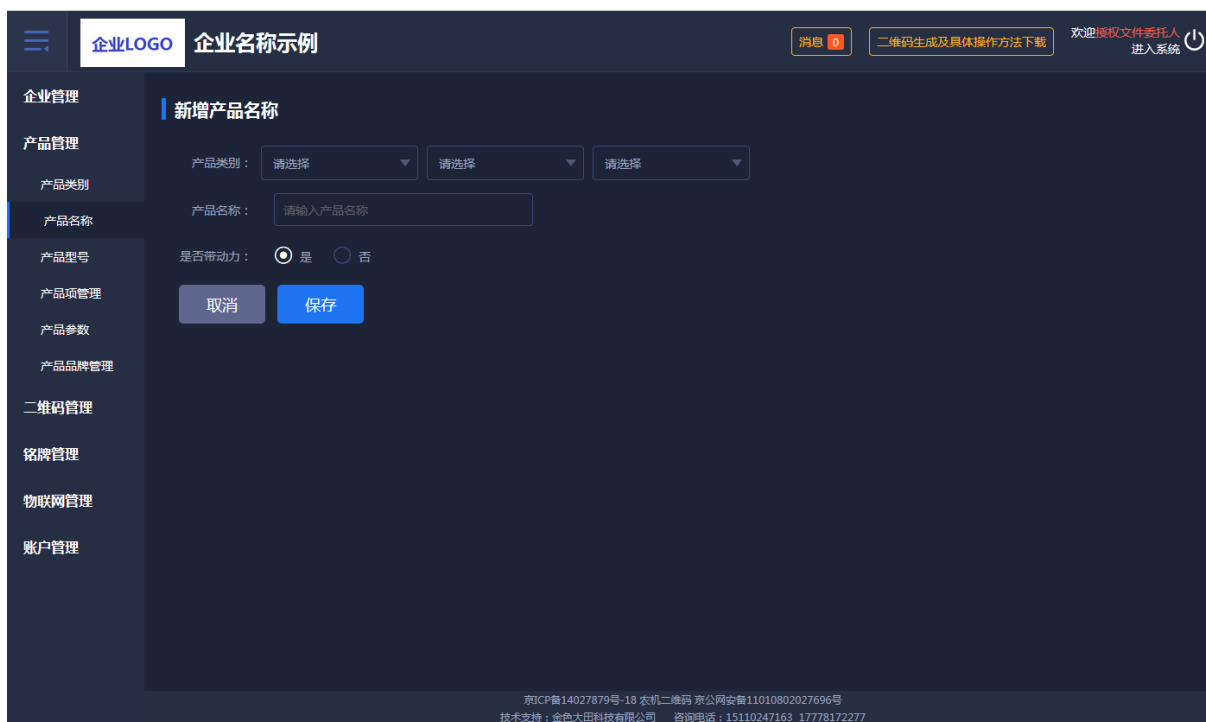 企业LOGO 企业名称示例 消息 0 二维码生成及具体操作方法下载 欢迎授权文件委托人
进入系统
企业管理
新增产品名称
产品管理
产品类别： 请选择 请选择 请选择
产品类别
产品名称： 请输入产品名称
产品名称
是否带动力： 是 否
产品型号
产品项管理
取消 保存
产品参数
产品品牌管理
二维码管理
铭牌管理
物联网管理
账户管理
京ICP备14027879号-18 农机二维码 京公网安备11010802027696号
技术支持：金色大田科技有限公司 咨询电话：15110247163 17778172277